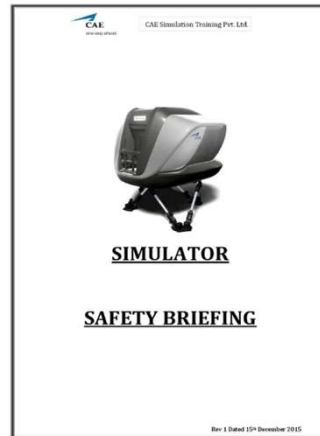 CAE
CAE Simulation Training Pvt. Ltd.
SIMULATOR
SAFETY BRIEFING
Rev 1 Dated 15th December 2015